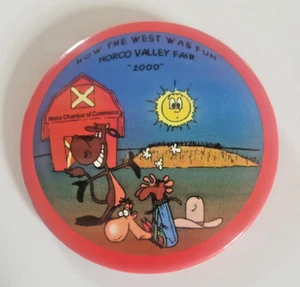 HOW THE WEST WAS FUN
NORCO VALLEY FAIR
"2000"
Norco Chamber of Commerce